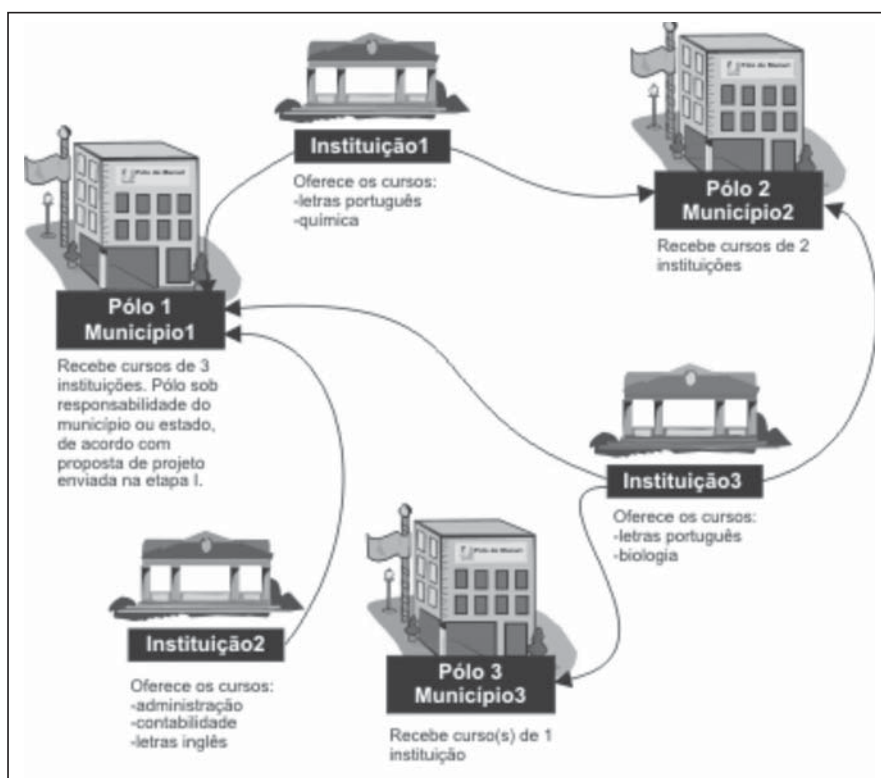 Instituição1
Oferece os cursos:
-letras português
-química
Pólo 2
Município2
Recebe cursos de 2
instituições
Pólo 1
Município1
Recebe cursos de 3
instituições. Pólo sob
responsabilidade do
município ou estado,
de acordo com
proposta de projeto
enviada na etapa I.
Instituição3
Oferece os cursos:
-letras português
-biologia
Instituição2
Oferece os cursos:
-administração
-contabilidade
-letras inglês
Pólo 3
Município3
Recebe curso(s) de 1
instituição